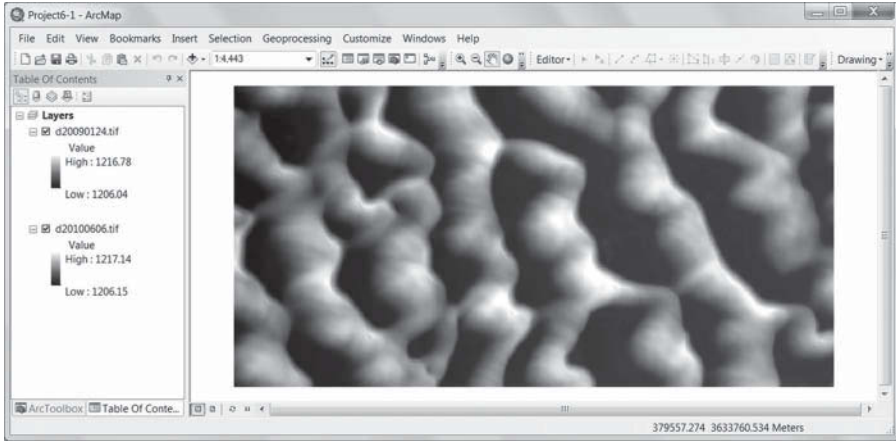 Project6-1 - ArcMap
File Edit View Bookmarks Insert Selection Geoprocessing Customize Windows Help
1:4,443 Editor Drawing
Table Of Contents
Layers
d20090124.tif
Value
High : 1216.78
Low : 1206.04
d20100606.tif
Value
High : 1217.14
Low : 1206.15
ArcToolbox Table Of Conte...
379557.274 3633760.534 Meters